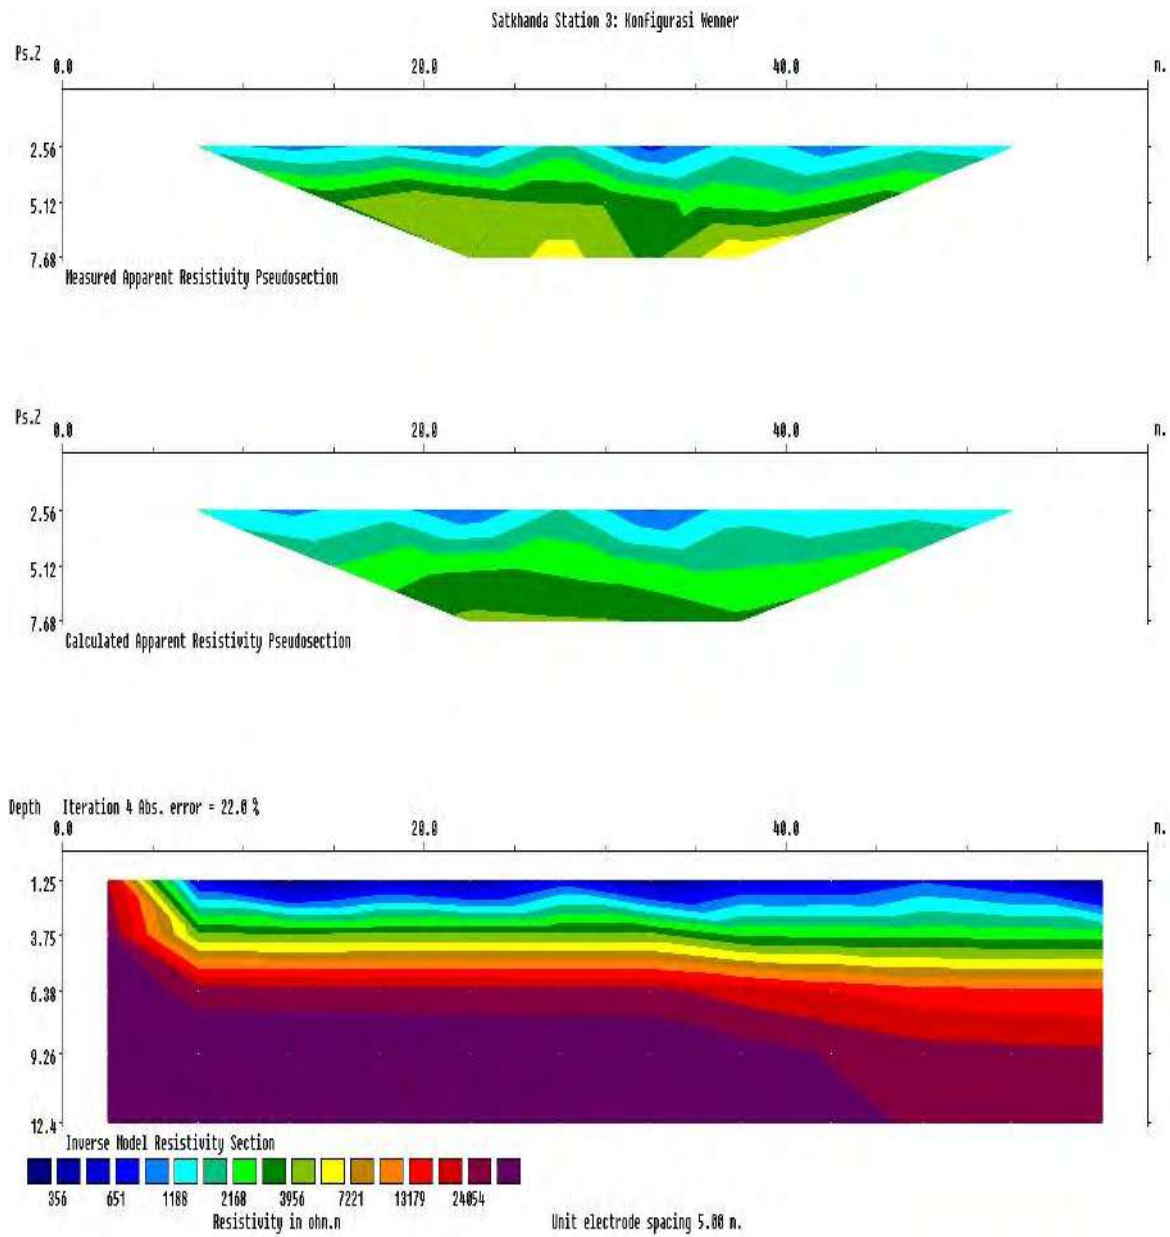 Satkhanda Station 3: Konfigurasi Wenner
Ps.Z 0.0 20.0 40.0 m.
2.56
5.12
7.68
Measured Apparent Resistivity Pseudosection
Ps.Z 0.0 20.0 40.0 m.
2.56
5.12
7.68
Calculated Apparent Resistivity Pseudosection
Depth Iteration 4 Abs. error = 22.0 %
0.0 20.0 40.0 m.
1.25
3.75
6.38
9.26
12.4
Inverse Model Resistivity Section
356 651 1188 2168 3956 7221 13179 24054
Resistivity in ohm.m
Unit electrode spacing 5.00 m.